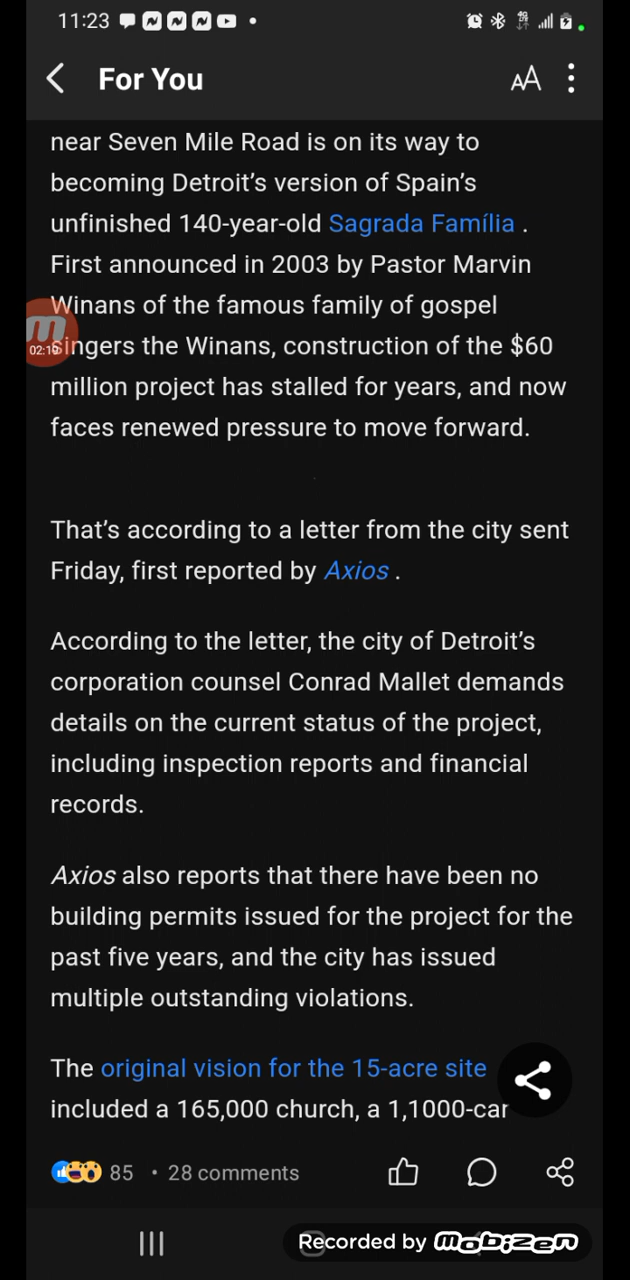 11:23
For You
AA
near Seven Mile Road is on its way to
becoming Detroit's version of Spain's
unfinished 140-year-old Sagrada Família .
First announced in 2003 by Pastor Marvin
Winans of the famous family of gospel
singers the Winans, construction of the $60
02:19
million project has stalled for years, and now
faces renewed pressure to move forward.
That's according to a letter from the city sent
Friday, first reported by Axios .
According to the letter, the city of Detroit's
corporation counsel Conrad Mallet demands
details on the current status of the project,
including inspection reports and financial
records.
Axios also reports that there have been no
building permits issued for the project for the
past five years, and the city has issued
multiple outstanding violations.
The original vision for the 15-acre site
included a 165,000 church, a 1,1000-car
85 • 28 comments
Recorded by mobizen